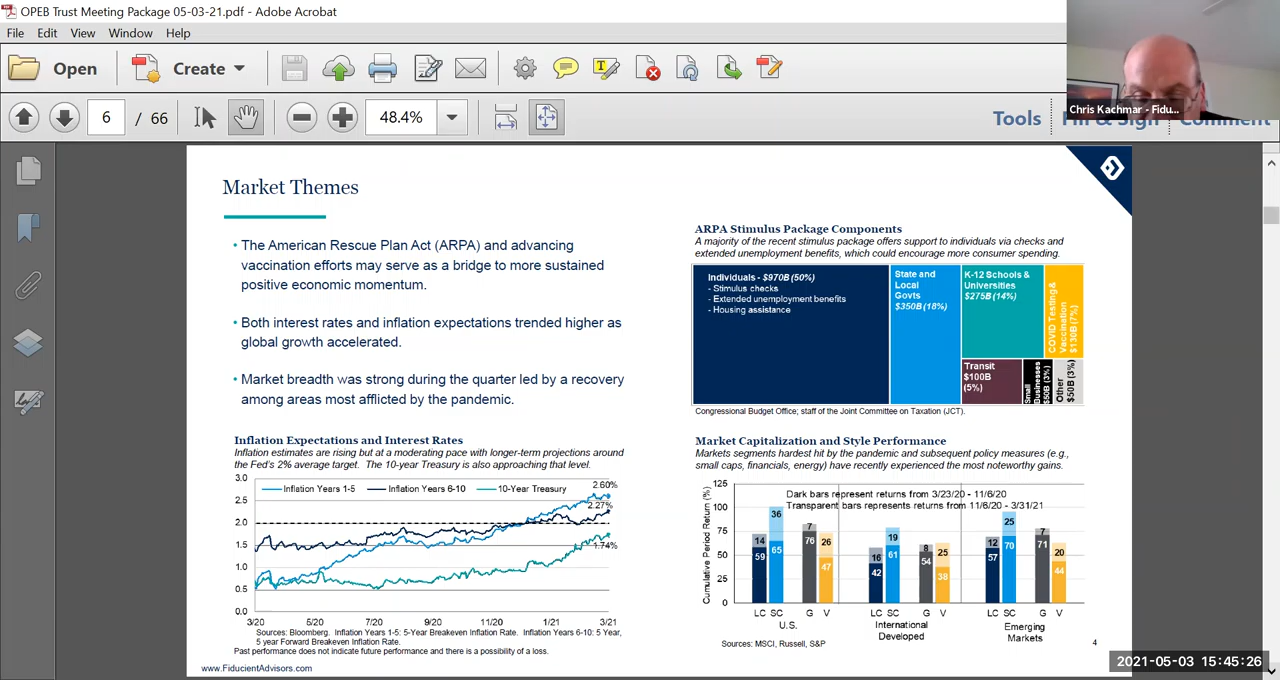 OPEB Trust Meeting Package 05-03-21.pdf - Adobe Acrobat
File Edit View Window Help
Open Create
6 / 66 48.4% Tools Fill & Sign Comment
Chris Kachmar - Fidu...
Market Themes
• The American Rescue Plan Act (ARPA) and advancing
vaccination efforts may serve as a bridge to more sustained
positive economic momentum.
• Both interest rates and inflation expectations trended higher as
global growth accelerated.
• Market breadth was strong during the quarter led by a recovery
among areas most afflicted by the pandemic.
ARPA Stimulus Package Components
A majority of the recent stimulus package offers support to individuals via checks and
extended unemployment benefits, which could encourage more consumer spending.
Individuals - $970B (50%)
- Stimulus checks
- Extended unemployment benefits
- Housing assistance
State and
Local
Govts
$350B (18%)
K-12 Schools &
Universities
$275B (14%)
COVID Testing &
Vaccination
$130B (7%)
Transit
$100B
(5%)
Small
Businesses
$50B (3%)
Other
$50B (3%)
Congressional Budget Office; staff of the Joint Committee on Taxation (JCT).
Inflation Expectations and Interest Rates
Inflation estimates are rising but at a moderating pace with longer-term projections around
the Fed's 2% average target. The 10-year Treasury is also approaching that level.
3.0
2.5
2.0
1.5
1.0
0.5
0.0
Inflation Years 1-5 Inflation Years 6-10 10-Year Treasury
2.60%
2.27%
1.74%
3/20 5/20 7/20 9/20 11/20 1/21 3/21
Sources: Bloomberg. Inflation Years 1-5: 5-Year Breakeven Inflation Rate. Inflation Years 6-10: 5 Year,
5 year Forward Breakeven Inflation Rate.
Past performance does not indicate future performance and there is a possibility of a loss.
Market Capitalization and Style Performance
Markets segments hardest hit by the pandemic and subsequent policy measures (e.g.,
small caps, financials, energy) have recently experienced the most noteworthy gains.
Cumulative Period Return (%)
125
100
75
50
25
0
Dark bars represent returns from 3/23/20 - 11/6/20
Transparent bars represents returns from 11/6/20 - 3/31/21
14 36 7 26 16 19 8 25 12 25 7 20
59 65 76 47 42 61 54 38 57 70 71 44
LC SC G V LC SC G V LC SC G V
U.S. International
Developed Emerging
Markets
Sources: MSCI, Russell, S&P
4
www.FiducientAdvisors.com
2021-05-03 15:45:26